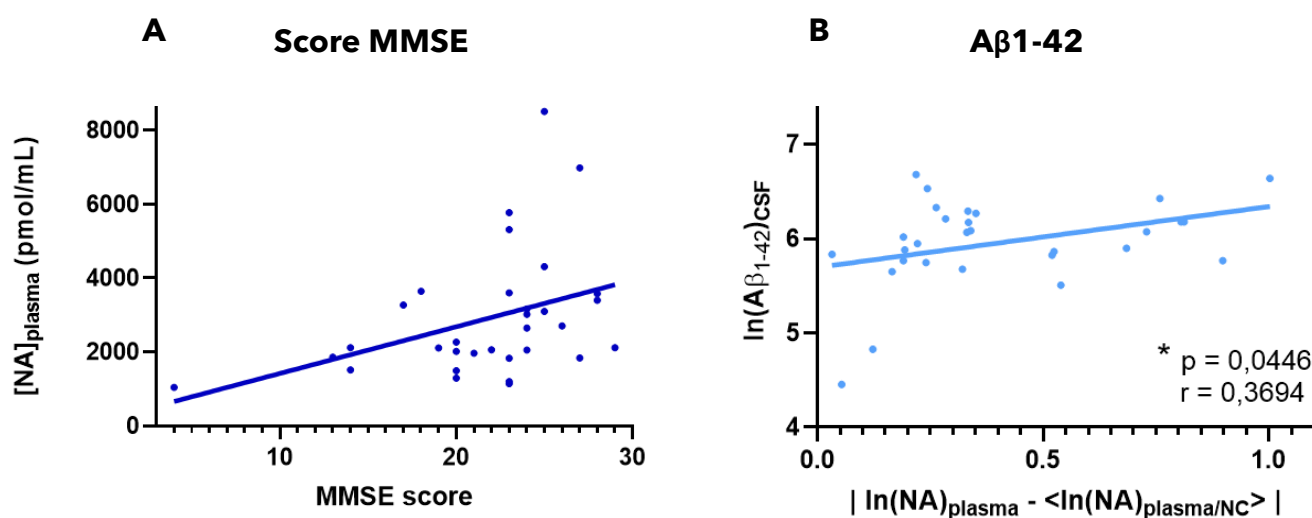 A
Score MMSE
[NA]plasma (pmol/mL)
8000
6000
4000
2000
0
10
20
30
MMSE score
B
Aβ1-42
ln(Aβ1-42)CSF
7
6
5
4
* p = 0,0446
r = 0,3694
0.0
0.5
1.0
| ln(NA)plasma - <ln(NA)plasma/NC> |